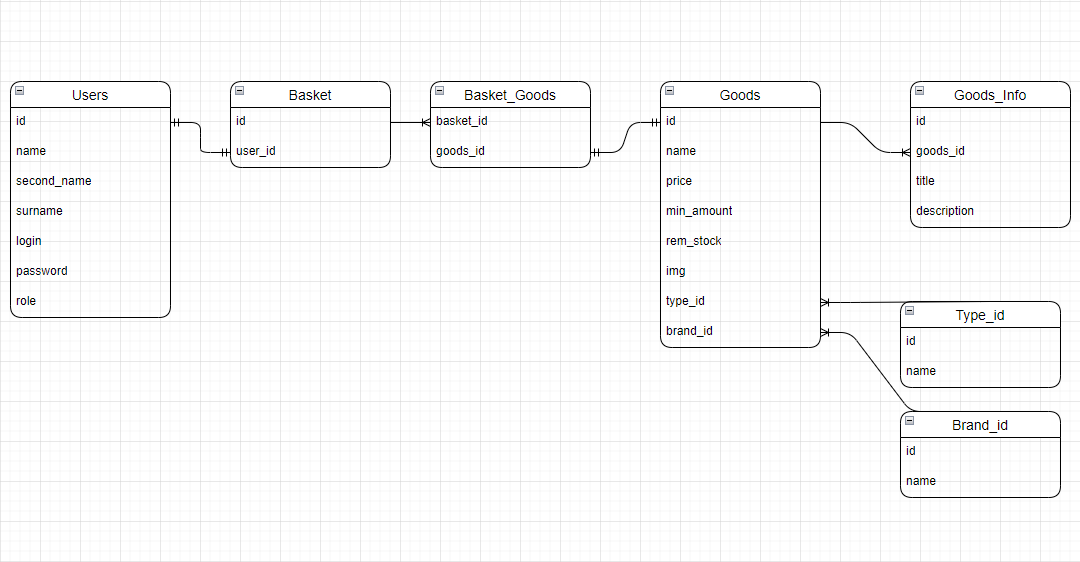 Users
id
name
second_name
surname
login
password
role
Basket
id
user_id
Basket_Goods
basket_id
goods_id
Goods
id
name
price
min_amount
rem_stock
img
type_id
brand_id
Goods_Info
id
goods_id
title
description
Type_id
id
name
Brand_id
id
name